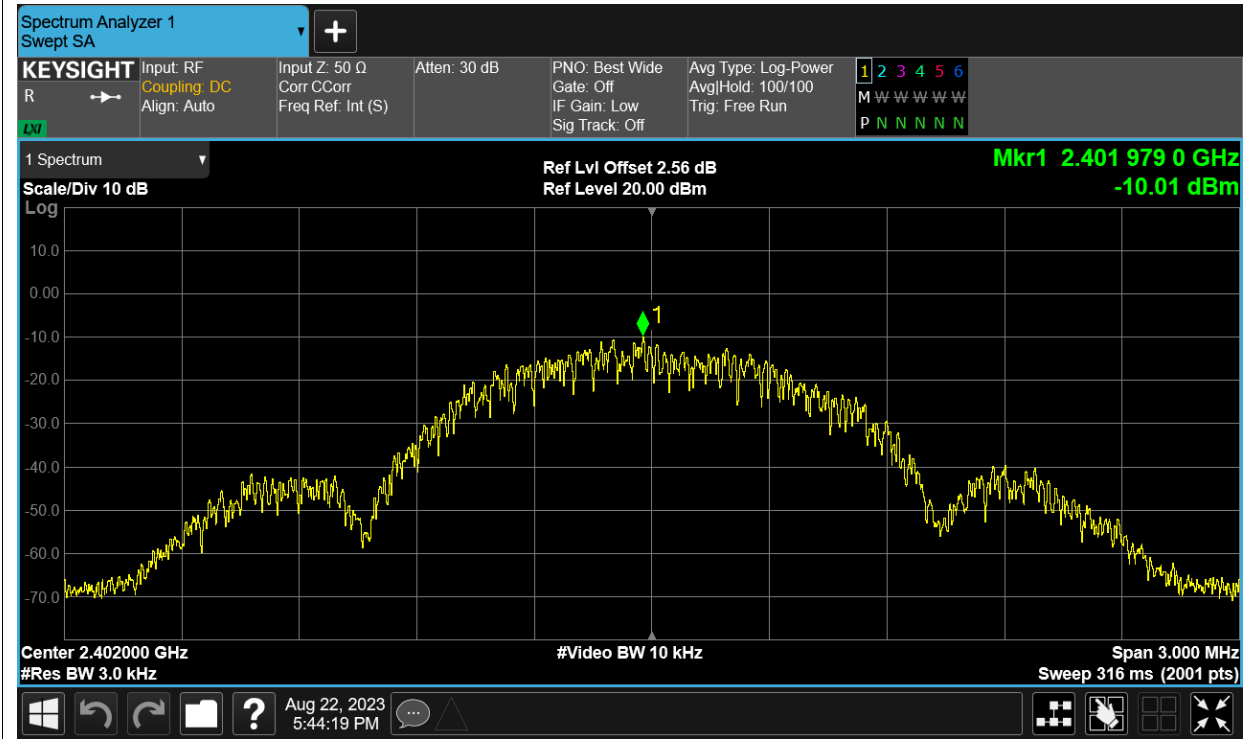 Spectrum Analyzer 1
Swept SA
KEYSIGHT
R
LXI
Input: RF
Coupling: DC
Align: Auto
Input Z: 50 Ω
Corr CCorr
Freq Ref: Int (S)
Atten: 30 dB
PNO: Best Wide
Gate: Off
IF Gain: Low
Sig Track: Off
Avg Type: Log-Power
Avg|Hold: 100/100
Trig: Free Run
1 2 3 4 5 6
M W W W W W
P N N N N N
1 Spectrum
Scale/Div 10 dB
Log
Ref Lvl Offset 2.56 dB
Ref Level 20.00 dBm
Mkr1 2.401 979 0 GHz
-10.01 dBm
10.0
0.00
1
-10.0
-20.0
-30.0
-40.0
-50.0
-60.0
-70.0
Center 2.402000 GHz
#Video BW 10 kHz
Span 3.000 MHz
#Res BW 3.0 kHz
Sweep 316 ms (2001 pts)
?
Aug 22, 2023
5:44:19 PM